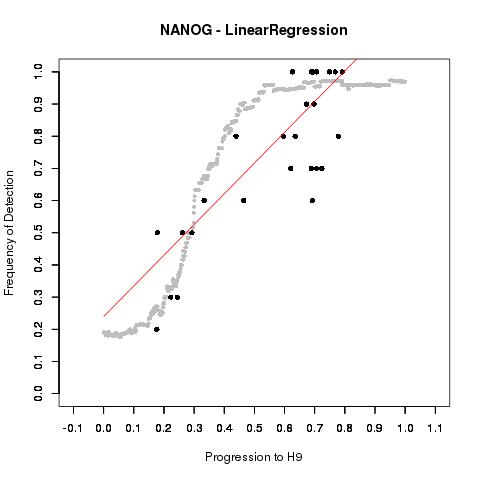 NANOG - LinearRegression
1.0
0.9
0.8
0.7
0.6
0.5
0.4
0.3
0.2
0.1
0.0
Frequency of Detection
-0.1 0.0 0.1 0.2 0.3 0.4 0.5 0.6 0.7 0.8 0.9 1.0 1.1
Progression to H9